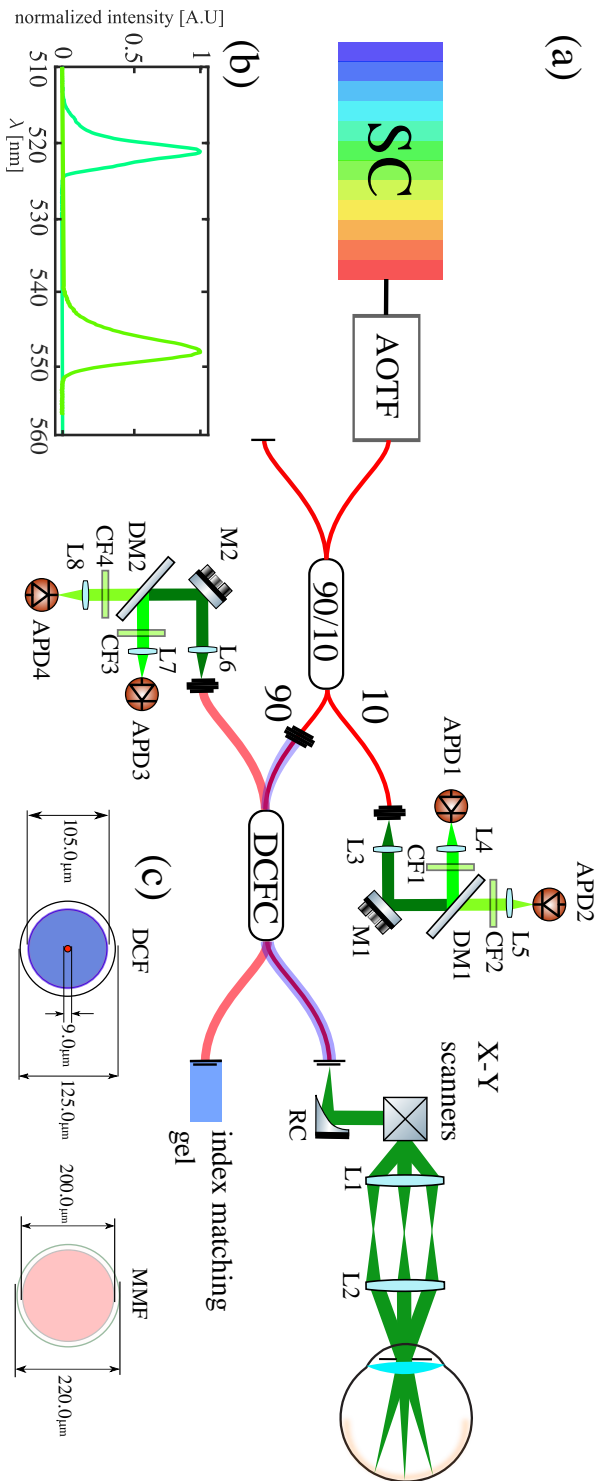 (a)
SC
AOTF
90/10
10
90
DCFC
APD1
APD2
L4
L5
CF1
CF2
L3
DM1
M1
X-Y
scanners
RC
L1
L2
index matching
gel
M2
L6
DM2
CF4
L8
APD4
CF3
L7
APD3
(b)
normalized intensity [A.U]
1
0.5
0
510
520
530
540
550
560
λ [nm]
(c)
DCF
105.0μm
9.0μm
125.0μm
MMF
200.0μm
220.0μm